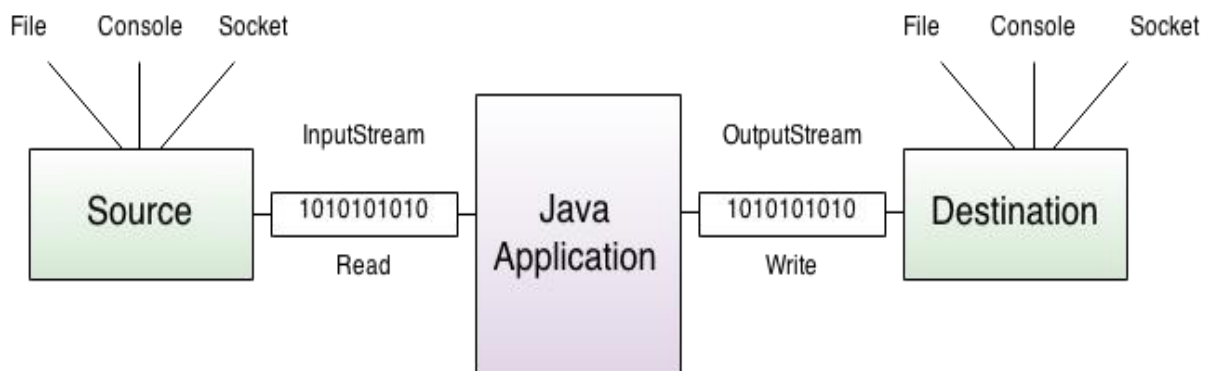 File Console Socket
File Console Socket
InputStream
OutputStream
Source
1010101010
Java
Application
1010101010
Destination
Read
Write